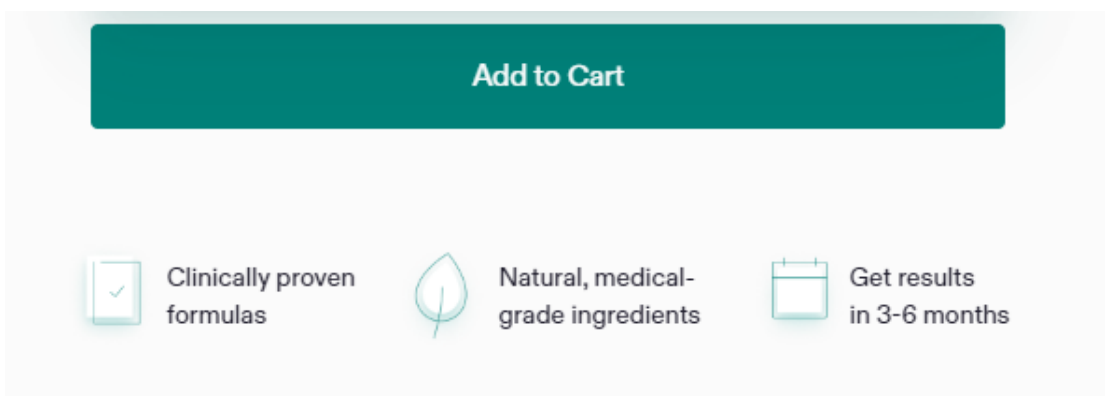 Add to Cart
Clinically proven
formulas
Natural, medical-
grade ingredients
Get results
in 3-6 months